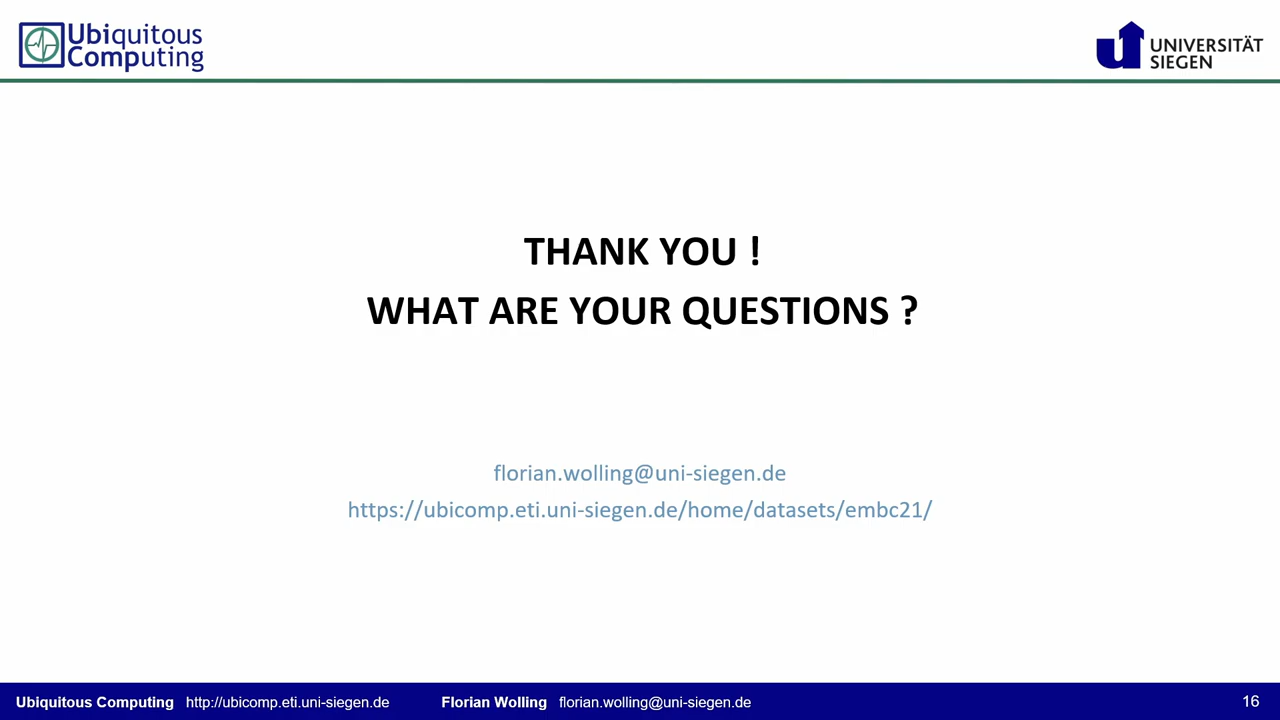 Ubiquitous
Computing
UNIVERSITÄT
SIEGEN
THANK YOU !
WHAT ARE YOUR QUESTIONS ?
florian.wolling@uni-siegen.de
https://ubicomp.eti.uni-siegen.de/home/datasets/embc21/
Ubiquitous Computing http://ubicomp.eti.uni-siegen.de Florian Wolling florian.wolling@uni-siegen.de 16